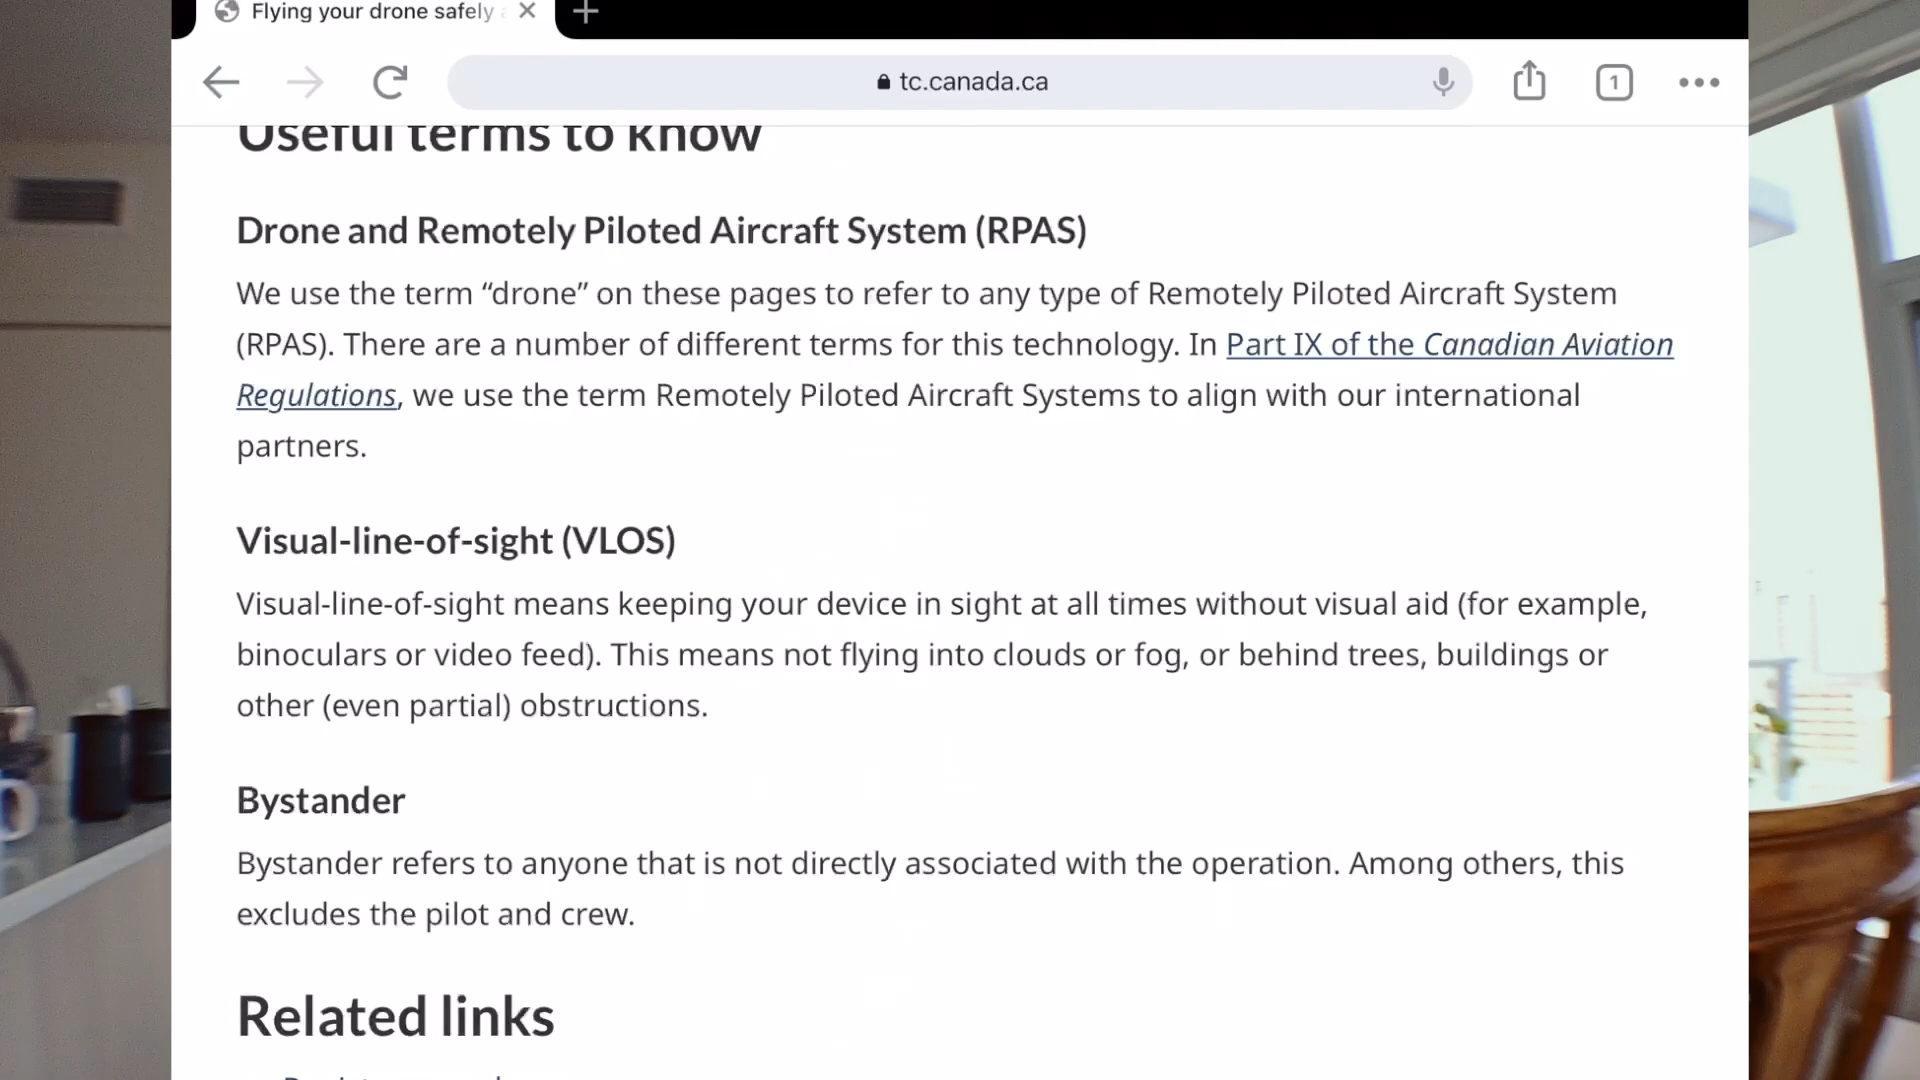 Flying your drone safely
tc.canada.ca
1
Useful terms to know
Drone and Remotely Piloted Aircraft System (RPAS)
We use the term “drone” on these pages to refer to any type of Remotely Piloted Aircraft System
(RPAS). There are a number of different terms for this technology. In Part IX of the Canadian Aviation
Regulations, we use the term Remotely Piloted Aircraft Systems to align with our international
partners.
Visual-line-of-sight (VLOS)
Visual-line-of-sight means keeping your device in sight at all times without visual aid (for example,
binoculars or video feed). This means not flying into clouds or fog, or behind trees, buildings or
other (even partial) obstructions.
Bystander
Bystander refers to anyone that is not directly associated with the operation. Among others, this
excludes the pilot and crew.
Related links